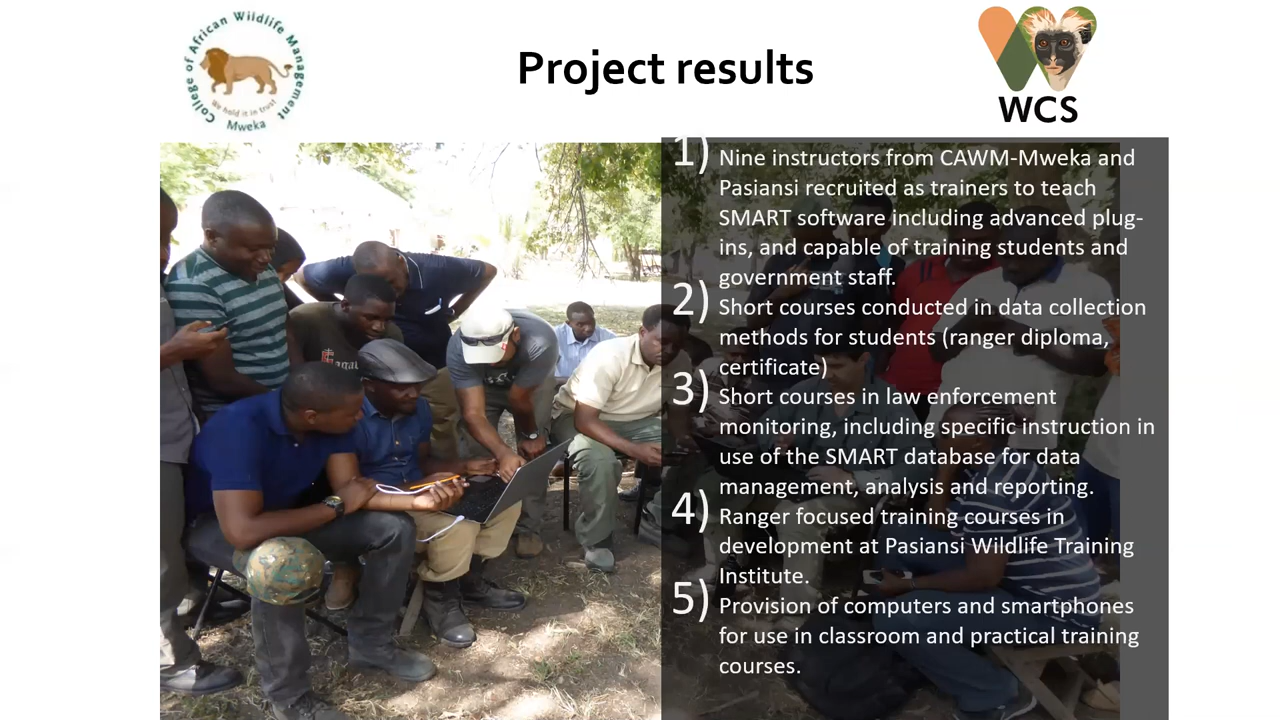 College of African Wildlife Management
We hold it in trust
Mweka
Project results
WCS
1) Nine instructors from CAWM-Mweka and
Pasiansi recruited as trainers to teach
SMART software including advanced plug-
ins, and capable of training students and
government staff.
2) Short courses conducted in data collection
methods for students (ranger diploma,
certificate)
3) Short courses in law enforcement
monitoring, including specific instruction in
use of the SMART database for data
management, analysis and reporting.
4) Ranger focused training courses in
development at Pasiansi Wildlife Training
Institute.
5) Provision of computers and smartphones
for use in classroom and practical training
courses.